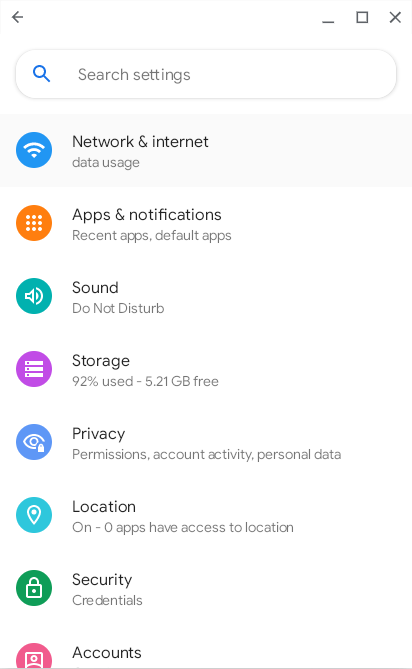 Search settings
Network & internet
data usage
Apps & notifications
Recent apps, default apps
Sound
Do Not Disturb
Storage
92% used - 5.21 GB free
Privacy
Permissions, account activity, personal data
Location
On - 0 apps have access to location
Security
Credentials
Accounts